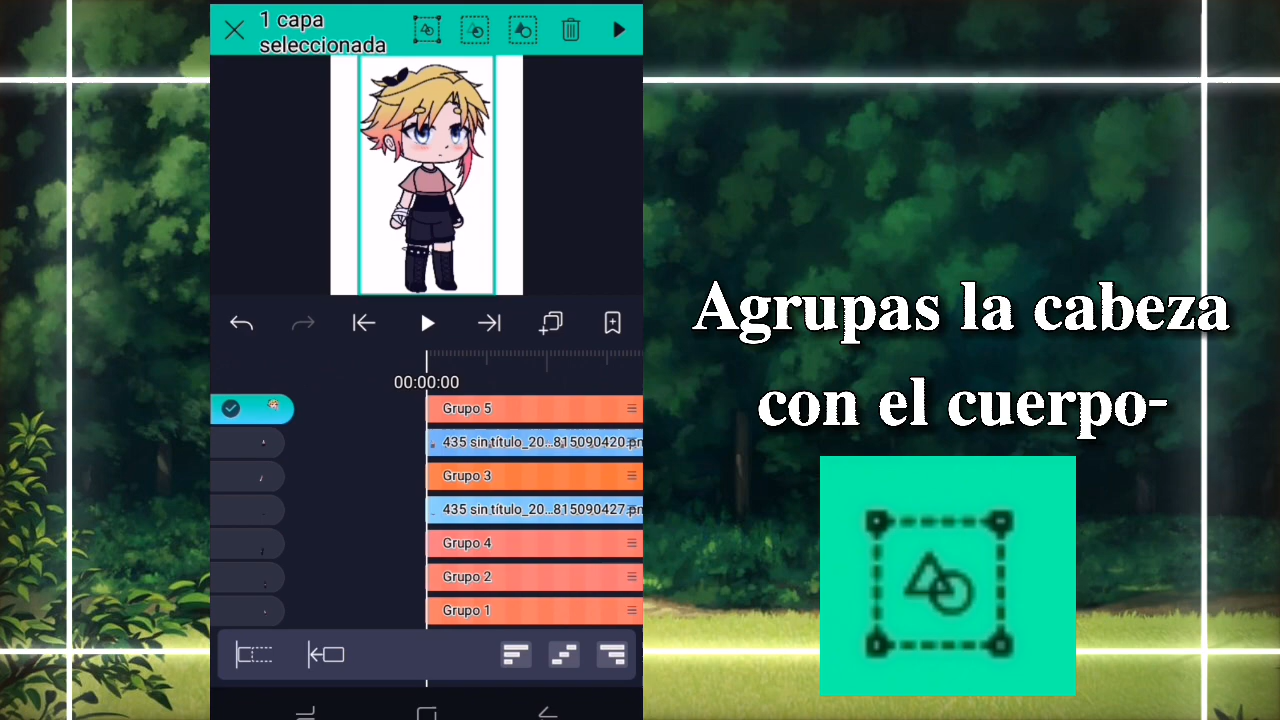 1 capa
seleccionada
00:00:00
Grupo 5
435 sin título_20...815090420.pn
Grupo 3
435 sin título_20...815090427.pn
Grupo 4
Grupo 2
Grupo 1
Agrupas la cabeza
con el cuerpo-